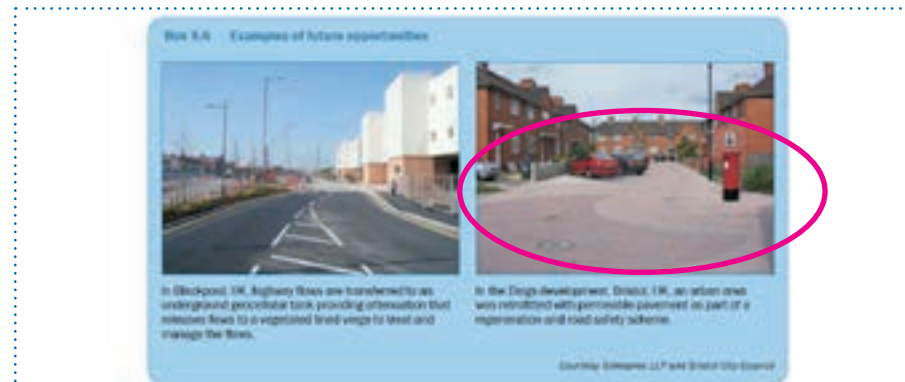 Box 9.6 Examples of future opportunities
In Blackpool, UK, highway flows are transferred to an
underground geocellular tank providing attenuation that
releases flows to a vegetated lined verge to treat and
manage the flows.
In the Dings development, Bristol, UK, an urban area
was retrofitted with permeable pavement as part of a
regeneration and road safety scheme.
Courtesy LLP and Bristol City Council